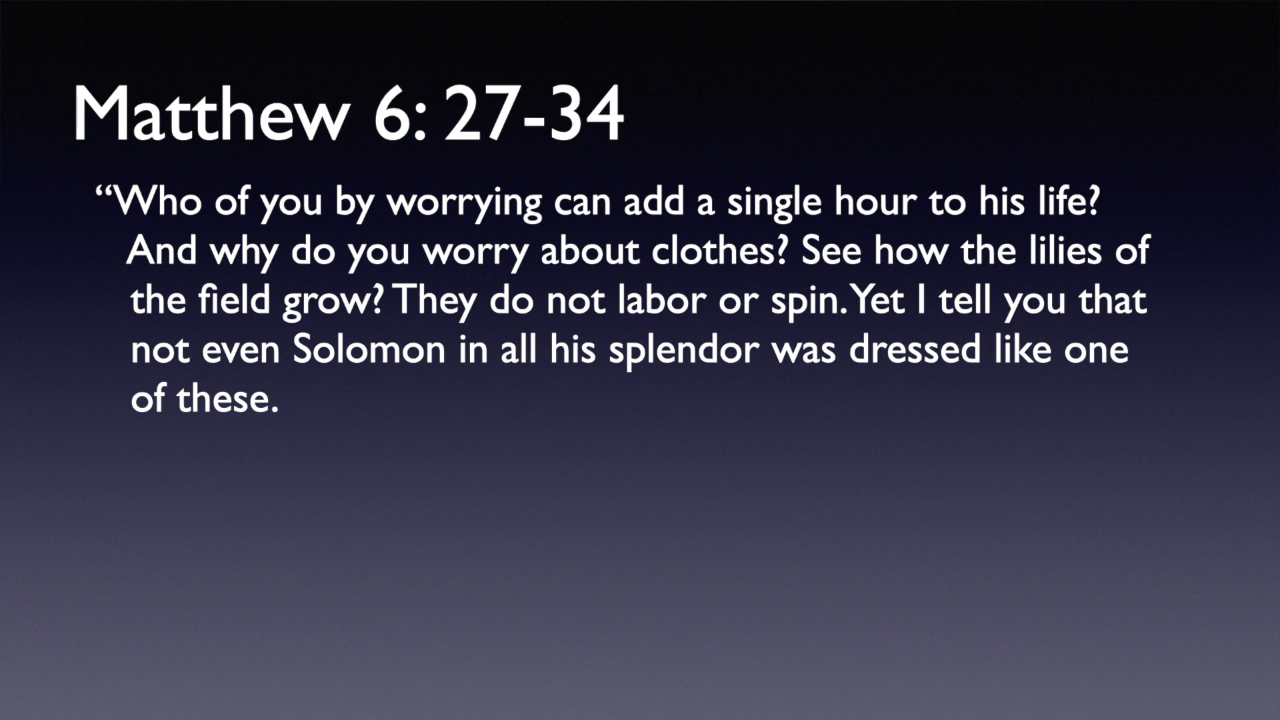 Matthew 6: 27-34
“Who of you by worrying can add a single hour to his life?
And why do you worry about clothes? See how the lilies of
the field grow? They do not labor or spin. Yet I tell you that
not even Solomon in all his splendor was dressed like one
of these.